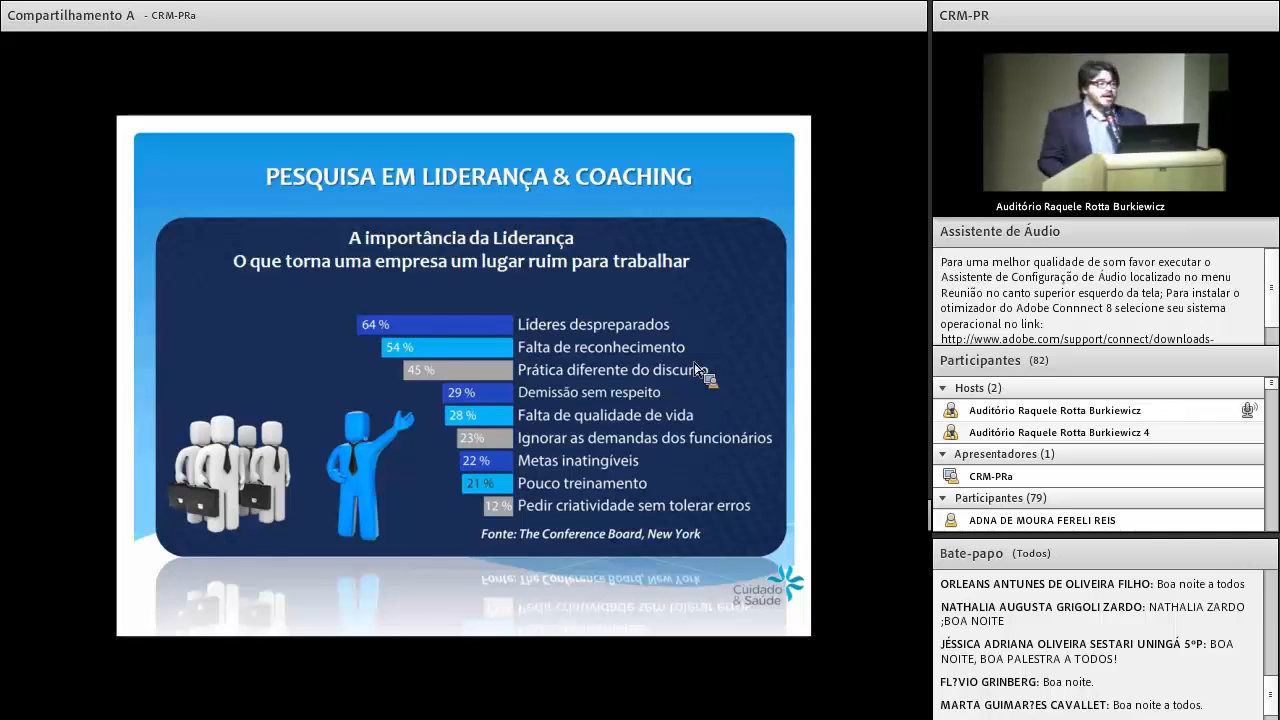 Compartilhamento A - CRM-PRa
PESQUISA EM LIDERANÇA & COACHING
A importância da Liderança
O que torna uma empresa um lugar ruim para trabalhar
64 % Líderes despreparados
54 % Falta de reconhecimento
45 % Prática diferente do
29 % Demissão sem respeito
28 % Falta de qualidade de vida
23% Ignorar as demandas dos funcionários
22 % Metas inatingíveis
21 % Pouco treinamento
12 % Pedir criatividade sem tolerar erros
Fonte: The Conference Board, New York
Cuidado
& Saúde
CRM-PR
Auditório Raquele Rotta Burkiewicz
Assistente de Áudio
Para uma melhor qualidade de som favor executar o
Assistente de Configuração de Áudio localizado no menu
Reunião no canto superior esquerdo da tela; Para instalar o
otimizador do Adobe Connnect 8 selecione seu sistema
operacional no link:
http://www.adobe.com/support/connect/downloads-
Participantes (82)
Hosts (2)
Auditório Raquele Rotta Burkiewicz
Auditório Raquele Rotta Burkiewicz 4
Apresentadores (1)
CRM-PRa
Participantes (79)
ADNA DE MOURA FERELI REIS
Bate-papo (Todos)
ORLEANS ANTUNES DE OLIVEIRA FILHO: Boa noite a todos
NATHALIA AUGUSTA GRIGOLI ZARDO: NATHALIA ZARDO
;BOA NOITE
JÉSSICA ADRIANA OLIVEIRA SESTARI UNINGÁ 5ºP: BOA
NOITE, BOA PALESTRA A TODOS!
FL?VIO GRINBERG: Boa noite.
MARTA GUIMAR?ES CAVALLET: Boa noite a todos.